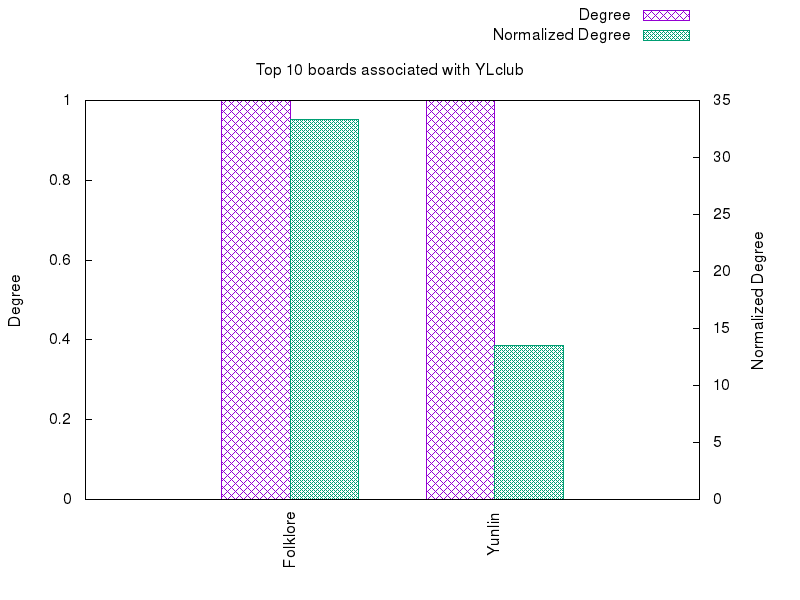 Degree
Normalized Degree
Top 10 boards associated with YLclub
1
0.8
0.6
0.4
0.2
0
35
30
25
20
15
10
5
0
Degree
Normalized Degree
Folklore
Yunlin